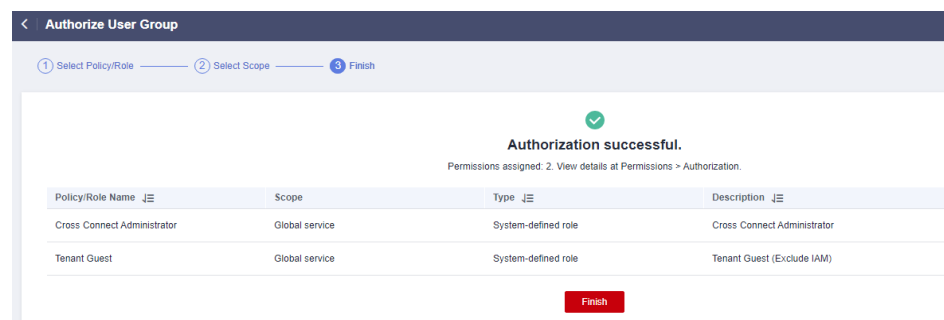 Authorize User Group
1 Select Policy/Role 2 Select Scope 3 Finish
Authorization successful.
Permissions assigned: 2. View details at Permissions > Authorization.
Policy/Role Name Scope Type Description
Cross Connect Administrator Global service System-defined role Cross Connect Administrator
Tenant Guest Global service System-defined role Tenant Guest (Exclude IAM)
Finish